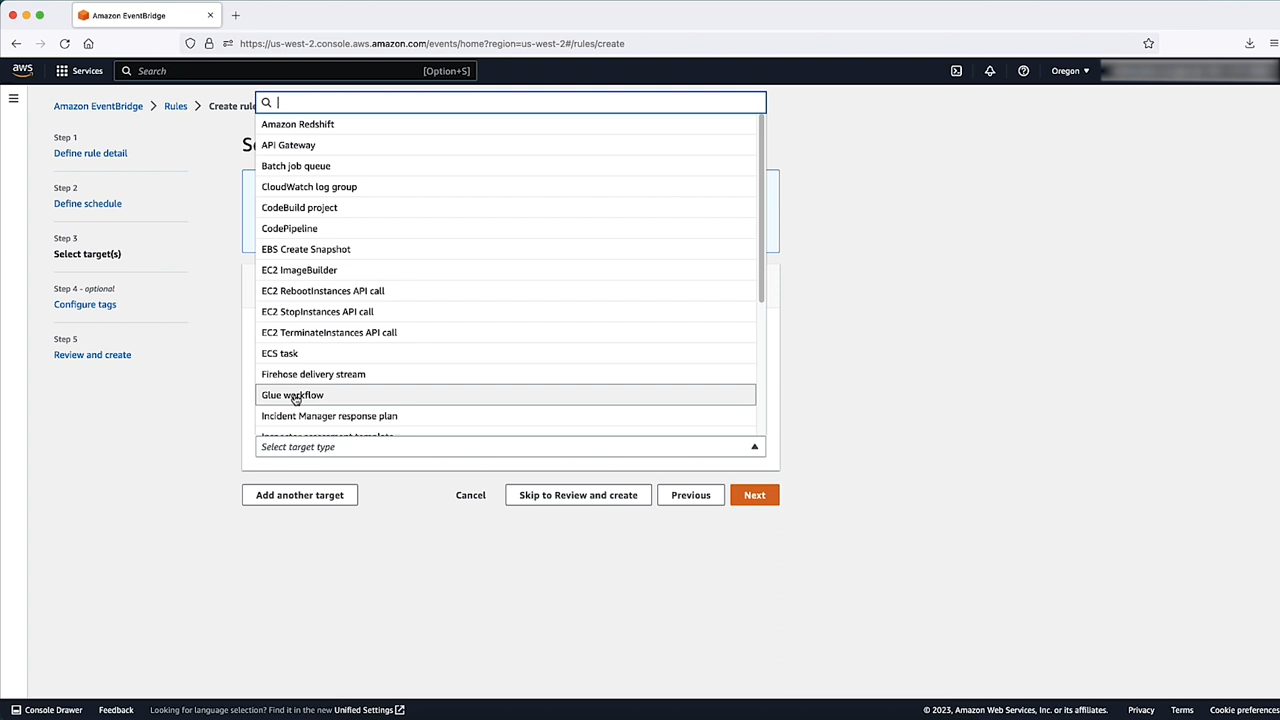 Amazon EventBridge
https://us-west-2.console.aws.amazon.com/events/home?region=us-west-2#/rules/create
aws
Services
Search
[Option+S]
Oregon
Amazon EventBridge
Rules
Create rule
Step 1
Define rule detail
Step 2
Define schedule
Step 3
Select target(s)
Step 4 - optional
Configure tags
Step 5
Review and create
Amazon Redshift
API Gateway
Batch job queue
CloudWatch log group
CodeBuild project
CodePipeline
EBS Create Snapshot
EC2 ImageBuilder
EC2 RebootInstances API call
EC2 StopInstances API call
EC2 TerminateInstances API call
ECS task
Firehose delivery stream
Glue workflow
Incident Manager response plan
Inspector assessment template
Select target type
Add another target
Cancel
Skip to Review and create
Previous
Next
Console Drawer
Feedback
Looking for language selection? Find it in the new Unified Settings
© 2023, Amazon Web Services, Inc. or its affiliates.
Privacy
Terms
Cookie preferences